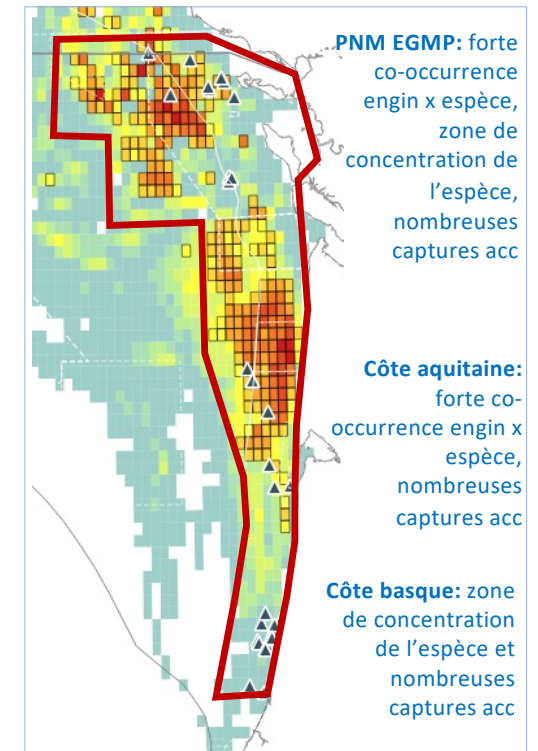 PNM EGMP: forte
co-occurrence
engin x espèce,
zone de
concentration de
l'espèce,
nombreuses
captures acc
Côte aquitaine:
forte co-
occurrence engin x
espèce,
nombreuses
captures acc
Côte basque: zone
de concentration
de l'espèce et
nombreuses
captures acc